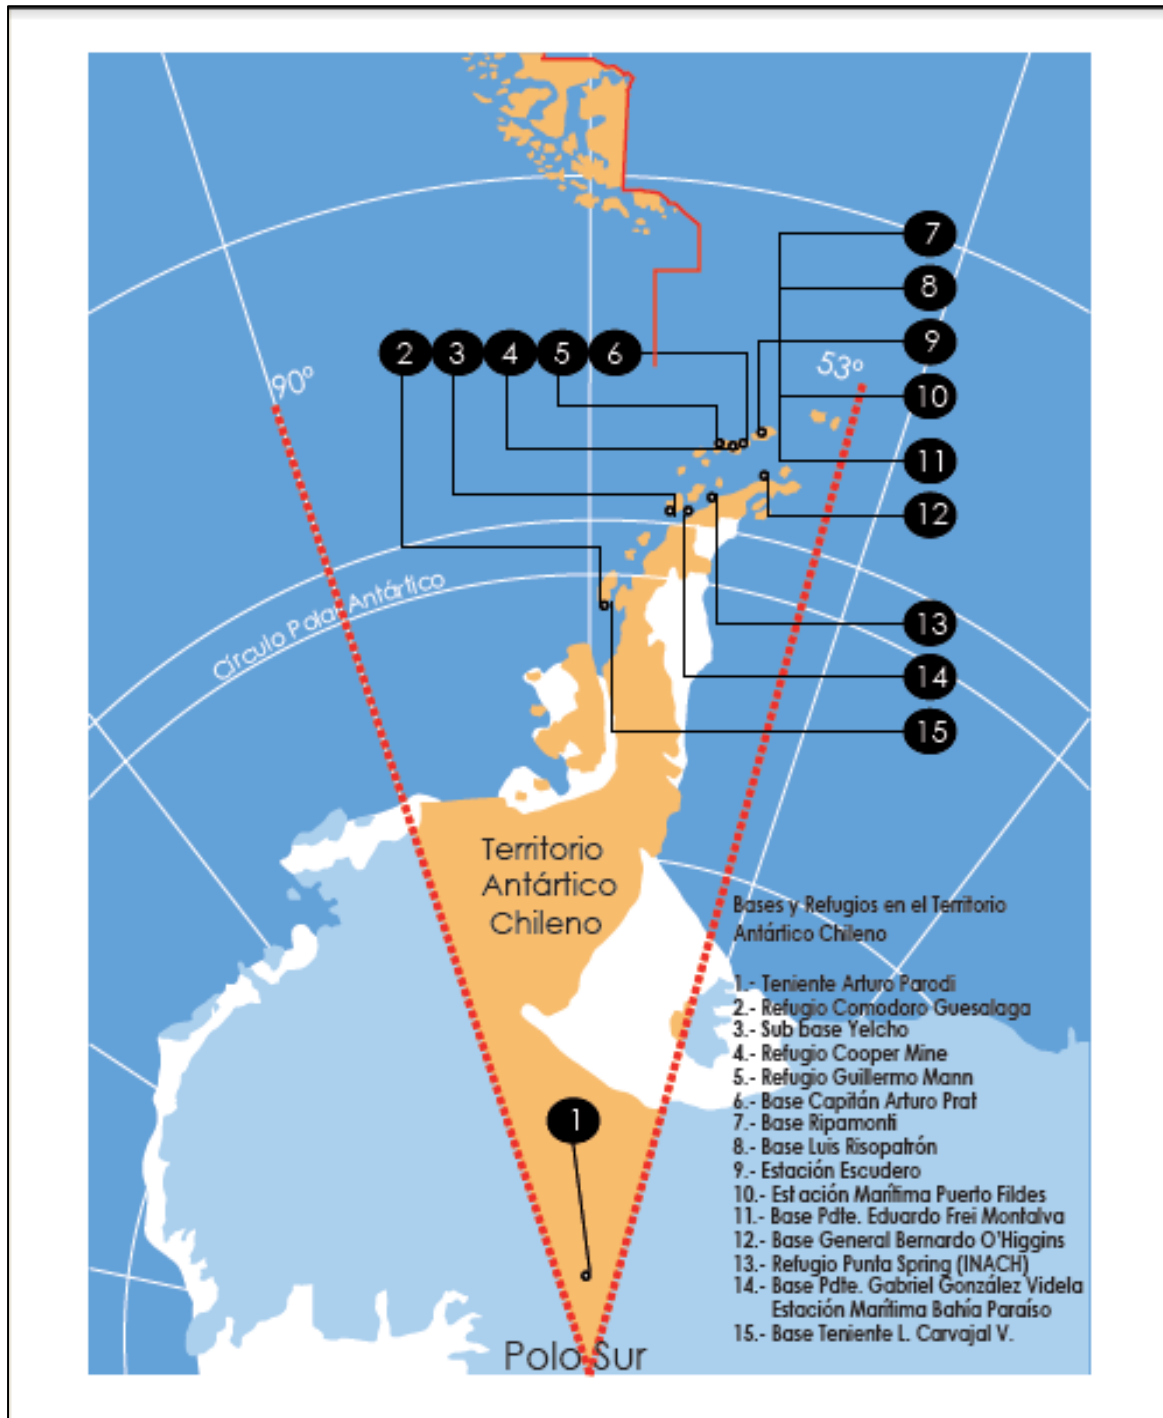 7
8
2 3 4 5 6
9
53º
90º
10
11
12
Círculo Polar Antártico
13
14
15
Territorio
Antártico
Chileno
Bases y Refugios en el Territorio
Antártico Chileno
1.- Teniente Arturo Parodi
2.- Refugio Comodoro Guesalaga
3.- Sub base Yelcho
4.- Refugio Cooper Mine
5.- Refugio Guillermo Mann
6.- Base Capitán Arturo Prat
7.- Base Ripamonti
8.- Base Luis Risopatrón
9.- Estación Escudero
10.- Estación Marítima Puerto Fildes
11.- Base Pdte. Eduardo Frei Montalva
12.- Base General Bernardo O'Higgins
13.- Refugio Punta Spring (INACH)
14.- Base Pdte. Gabriel González Videla
Estación Marítima Bahía Paraíso
15.- Base Teniente L. Carvajal V.
1
Polo Sur